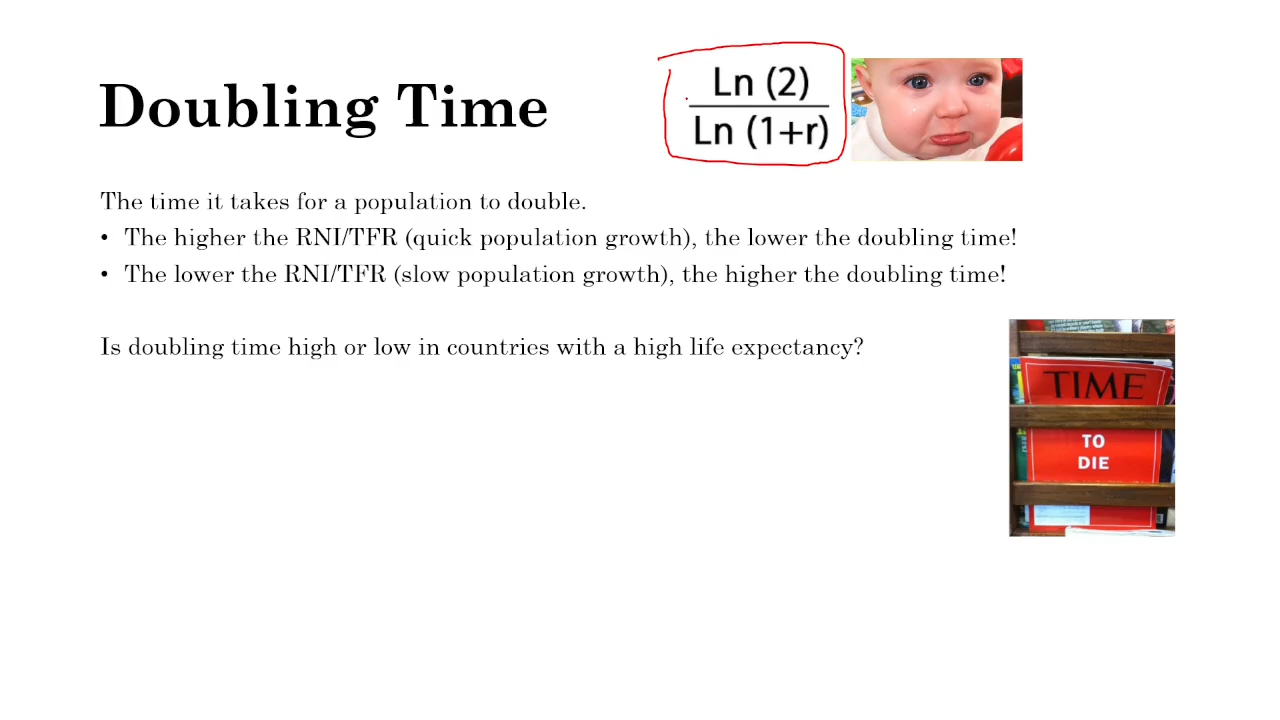 Doubling Time
Ln (2)
Ln (1+r)
The time it takes for a population to double.
• The higher the RNI/TFR (quick population growth), the lower the doubling time!
• The lower the RNI/TFR (slow population growth), the higher the doubling time!
Is doubling time high or low in countries with a high life expectancy?
TIME
TO
DIE